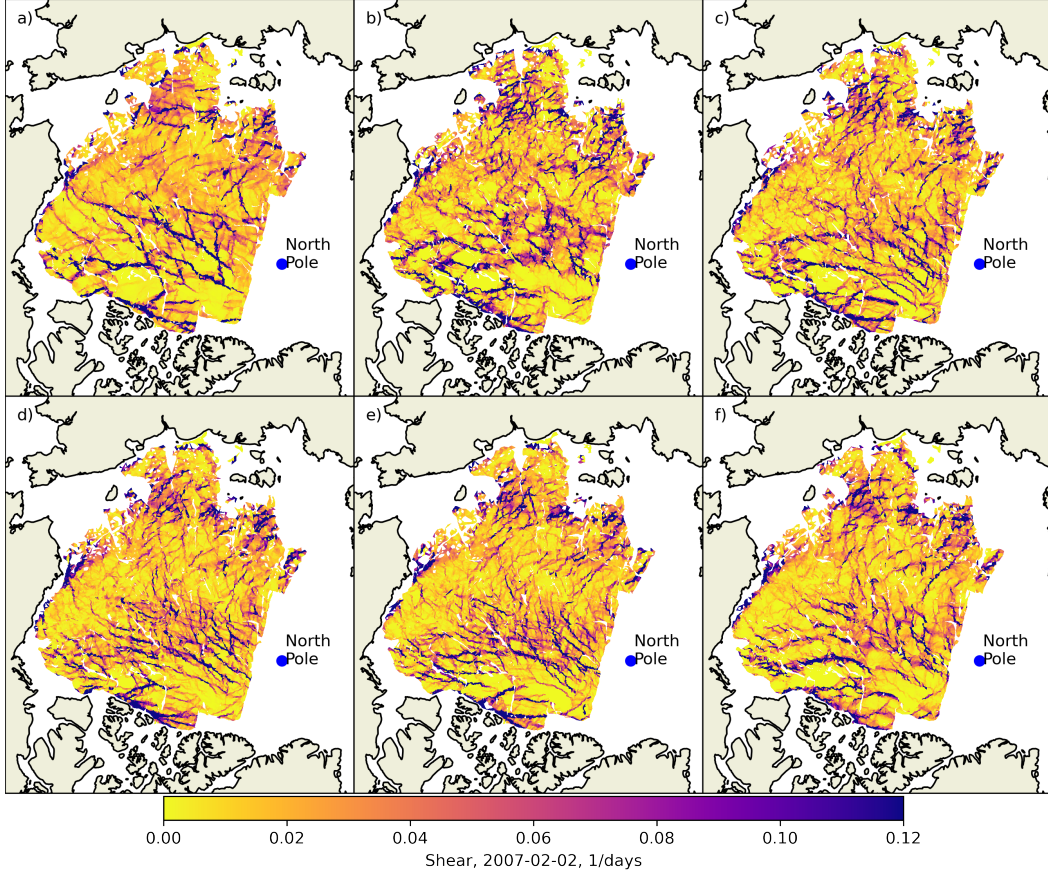 a)
b)
c)
North
Pole
North
Pole
North
Pole
d)
e)
f)
North
Pole
North
Pole
North
Pole
0.00 0.02 0.04 0.06 0.08 0.10 0.12
Shear, 2007-02-02, 1/days